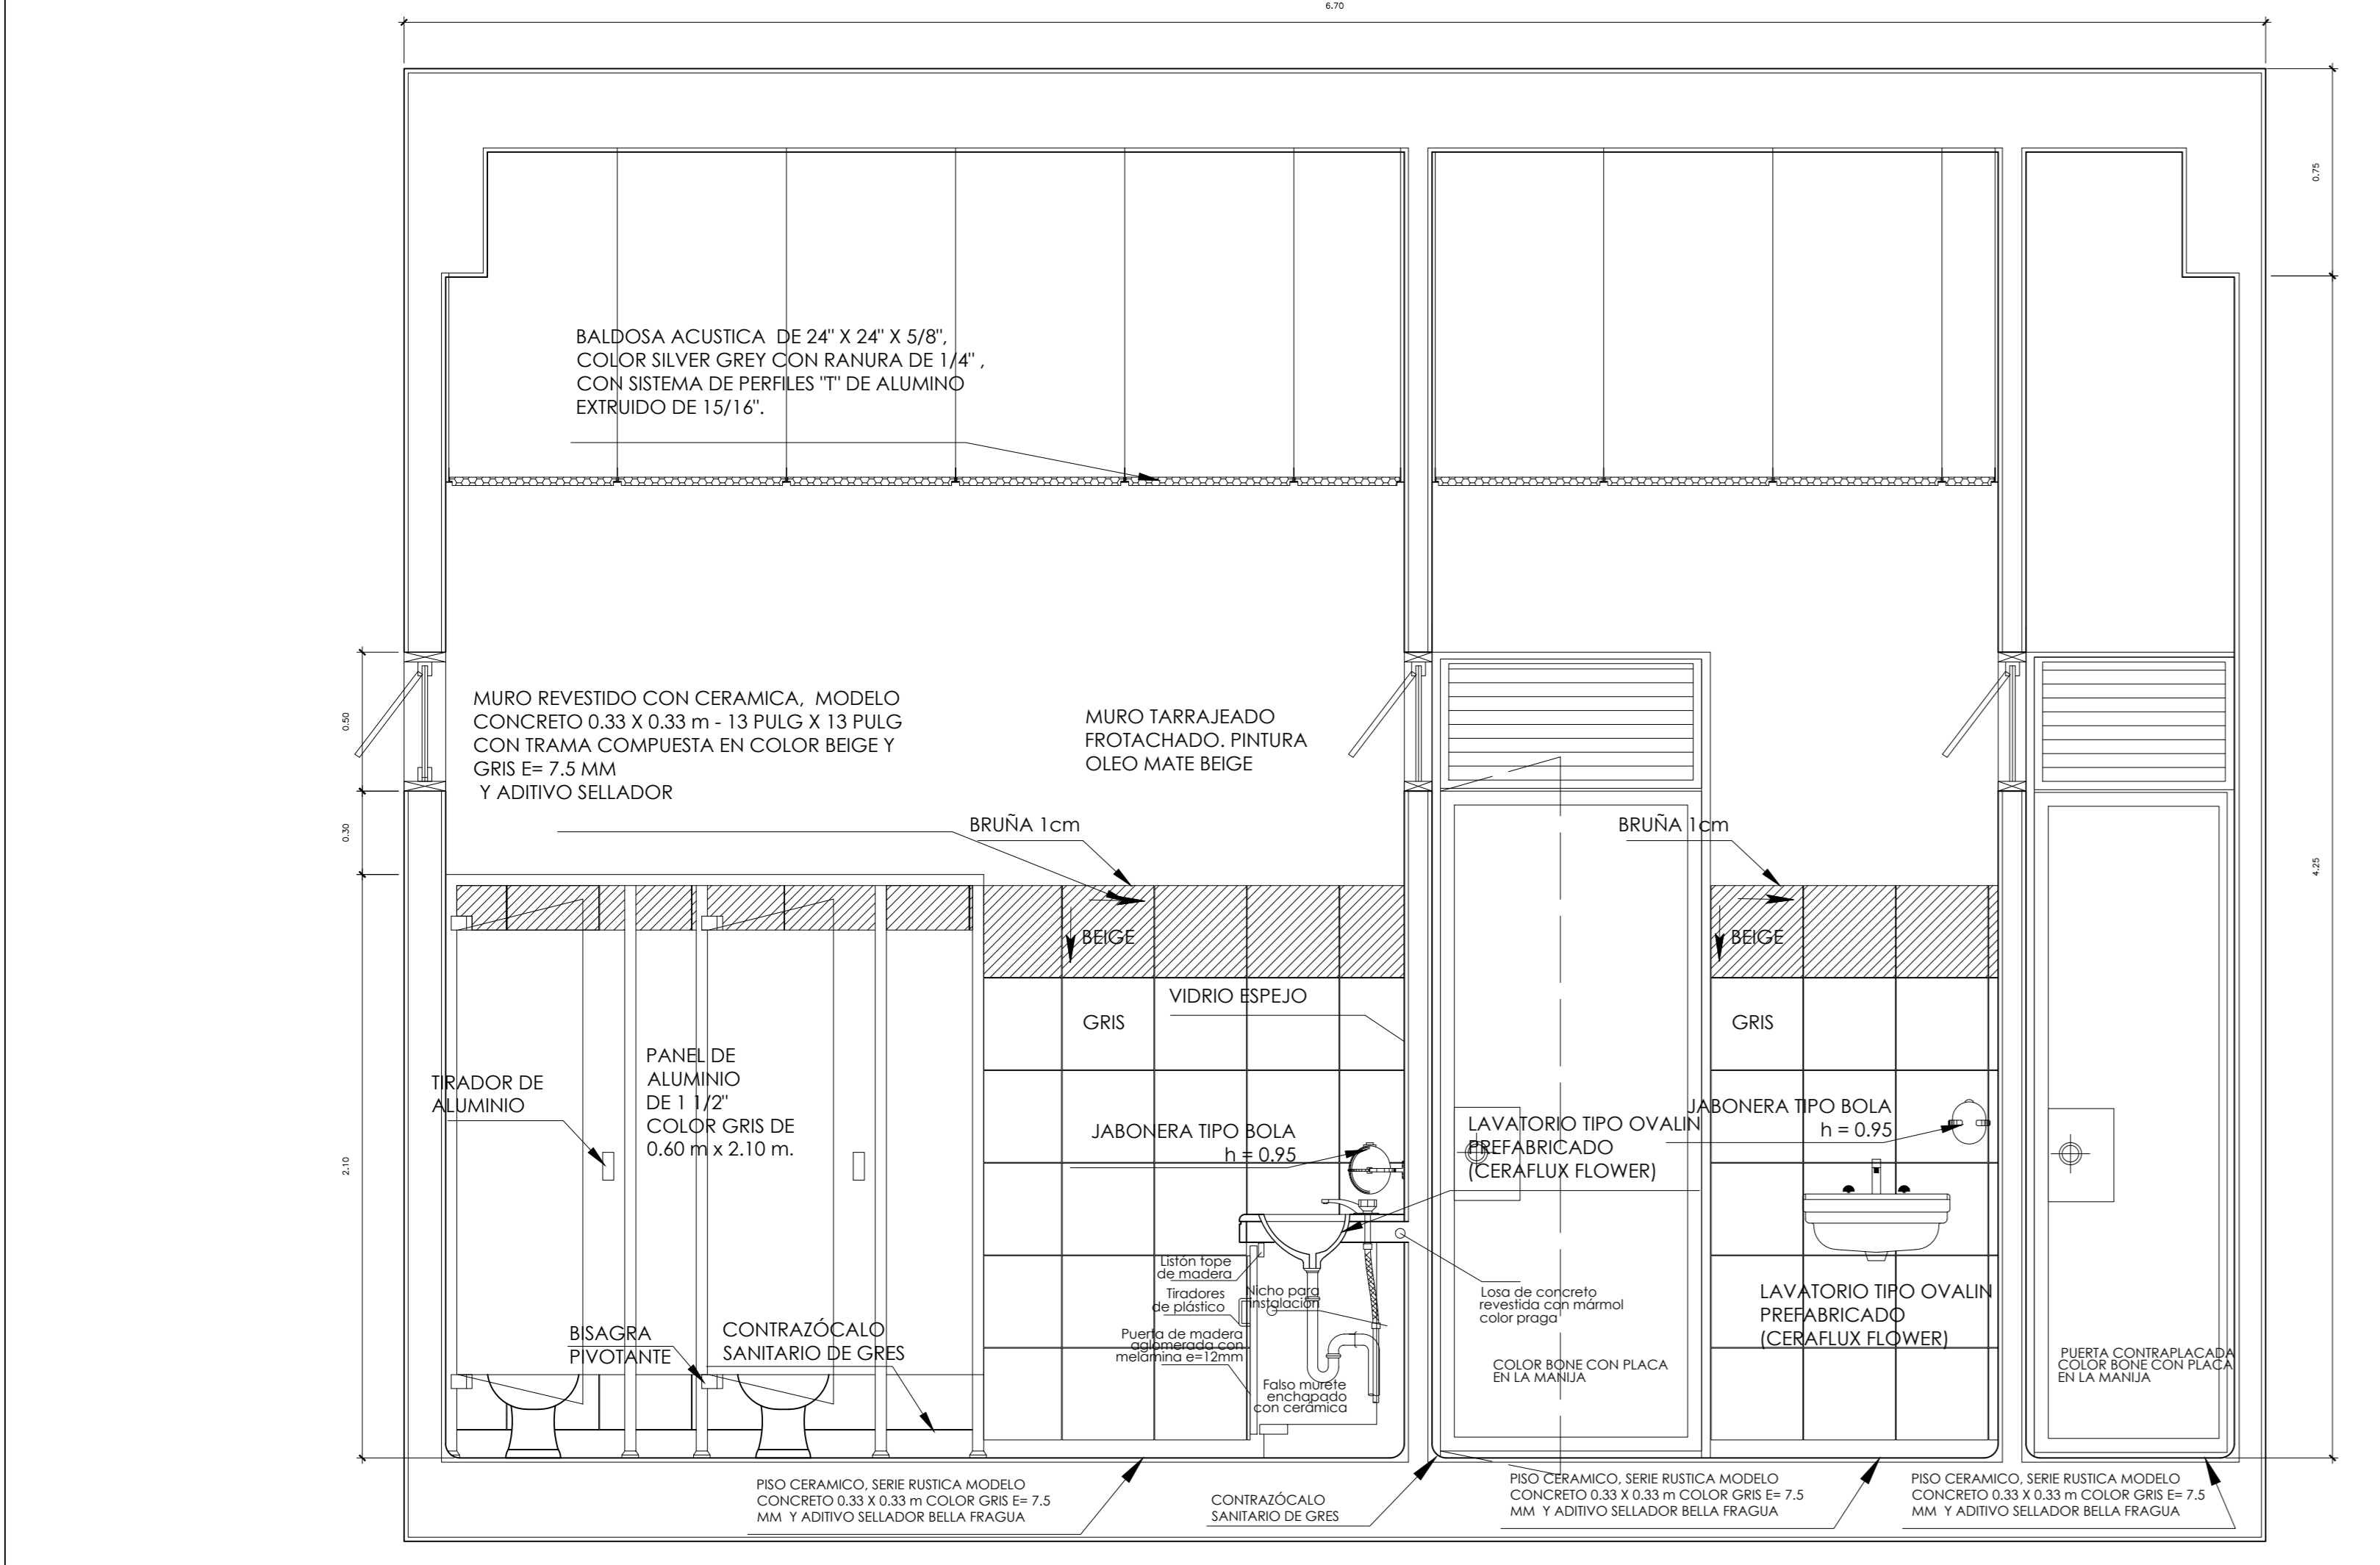 6.70
0.75
BALDOSA ACUSTICA DE 24" X 24" X 5/8",
COLOR SILVER GREY CON RANURA DE 1/4" ,
CON SISTEMA DE PERFILES "T" DE ALUMINO
EXTRUIDO DE 15/16".
MURO REVESTIDO CON CERAMICA, MODELO
CONCRETO 0.33 X 0.33 m - 13 PULG X 13 PULG
CON TRAMA COMPUESTA EN COLOR BEIGE Y
GRIS E= 7.5 MM
Y ADITIVO SELLADOR
MURO TARRAJEADO
FROTACHADO. PINTURA
OLEO MATE BEIGE
0.50
0.30
2.10
4.25
BRUÑA 1cm
BRUÑA 1cm
BEIGE
BEIGE
VIDRIO ESPEJO
GRIS
GRIS
TIRADOR DE
ALUMINIO
PANEL DE
ALUMINIO
DE 1 1/2"
COLOR GRIS DE
0.60 m x 2.10 m.
JABONERA TIPO BOLA
h = 0.95
LAVATORIO TIPO OVALIN
PREFABRICADO
(CERAFLUX FLOWER)
JABONERA TIPO BOLA
h = 0.95
Listón tope
de madera
Tiradores
de plástico
Nicho para
instalación
Puerta de madera
aglomerada con
melamina e=12mm
Falso murete
enchapado
con cerámica
Losa de concreto
revestida con mármol
color praga
LAVATORIO TIPO OVALIN
PREFABRICADO
(CERAFLUX FLOWER)
BISAGRA
PIVOTANTE
CONTRAZÓCALO
SANITARIO DE GRES
COLOR BONE CON PLACA
EN LA MANIJA
PUERTA CONTRAPLACADA
COLOR BONE CON PLACA
EN LA MANIJA
PISO CERAMICO, SERIE RUSTICA MODELO
CONCRETO 0.33 X 0.33 m COLOR GRIS E= 7.5
MM Y ADITIVO SELLADOR BELLA FRAGUA
CONTRAZÓCALO
SANITARIO DE GRES
PISO CERAMICO, SERIE RUSTICA MODELO
CONCRETO 0.33 X 0.33 m COLOR GRIS E= 7.5
MM Y ADITIVO SELLADOR BELLA FRAGUA
PISO CERAMICO, SERIE RUSTICA MODELO
CONCRETO 0.33 X 0.33 m COLOR GRIS E= 7.5
MM Y ADITIVO SELLADOR BELLA FRAGUA